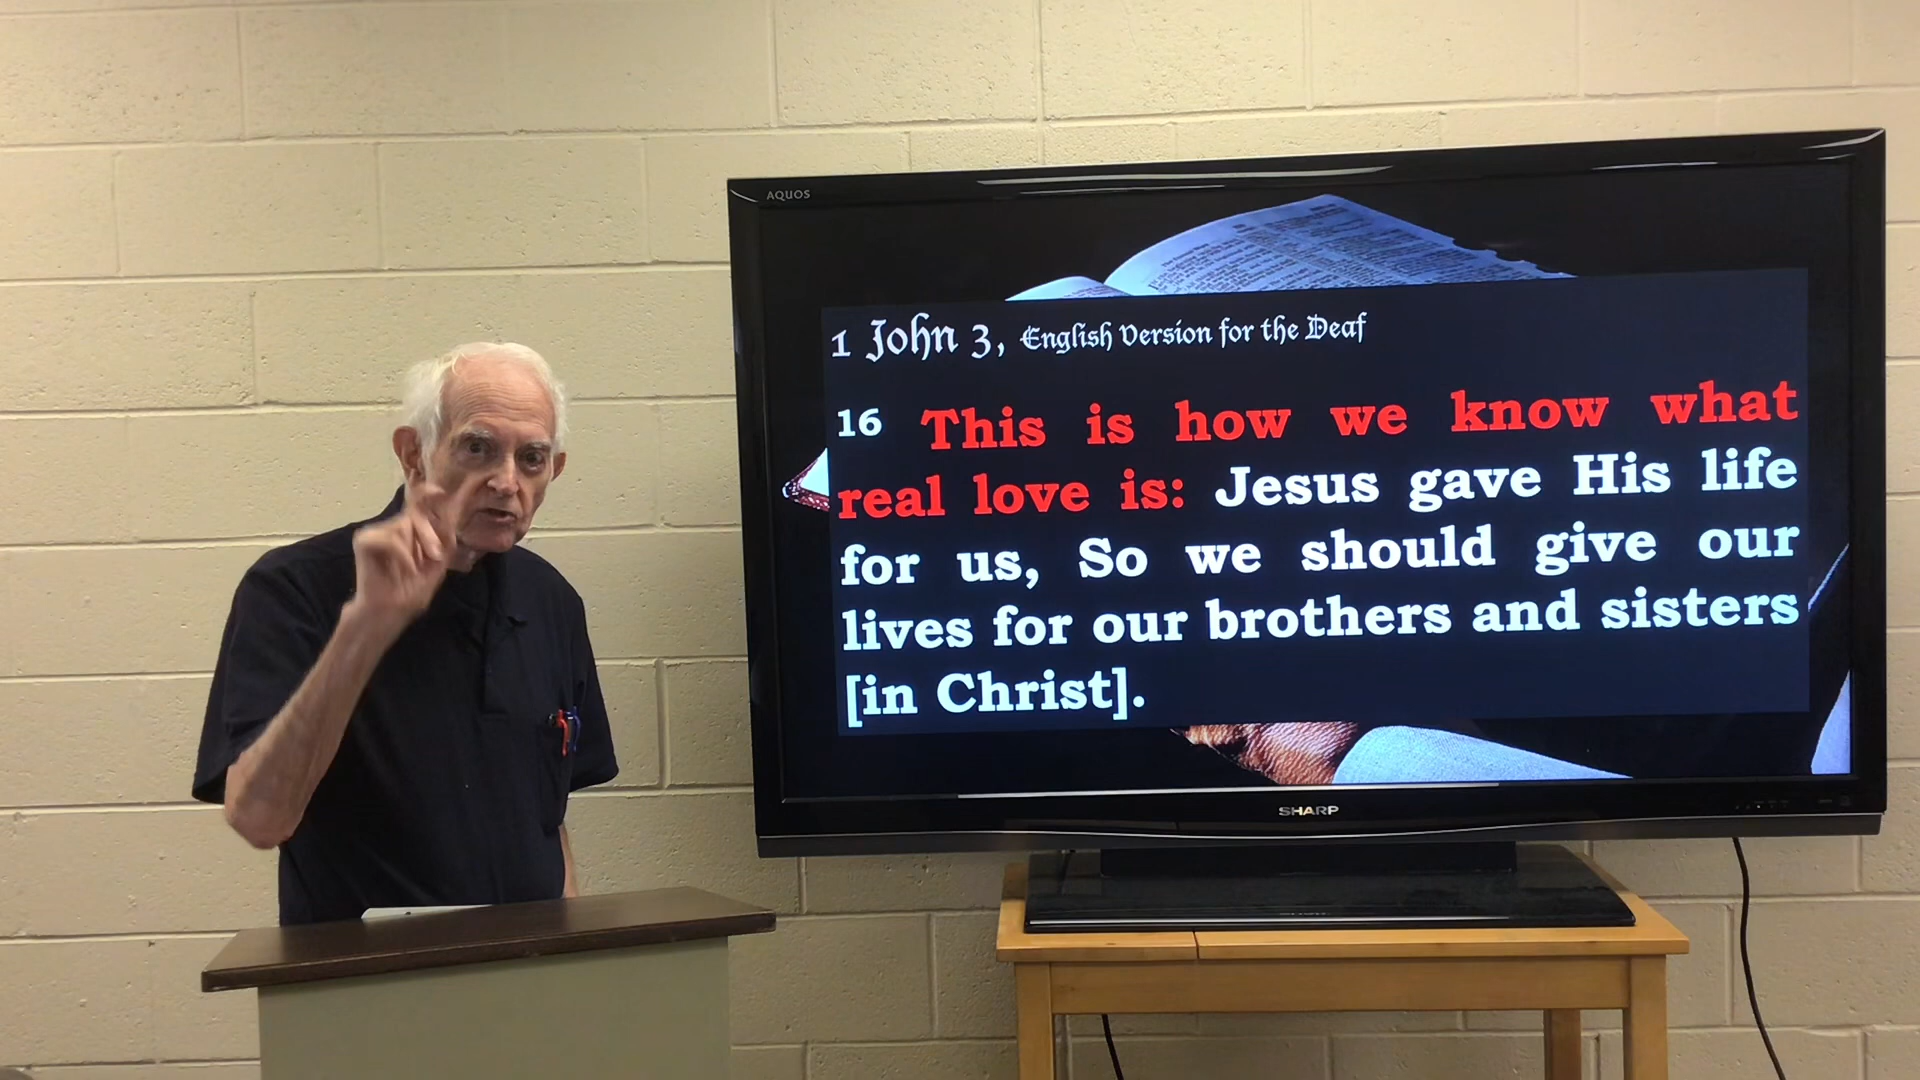 AQUOS
1 John 3, English Version for the Deaf
16 This is how we know what
real love is: Jesus gave His life
for us, So we should give our
lives for our brothers and sisters
[in Christ].
SHARP